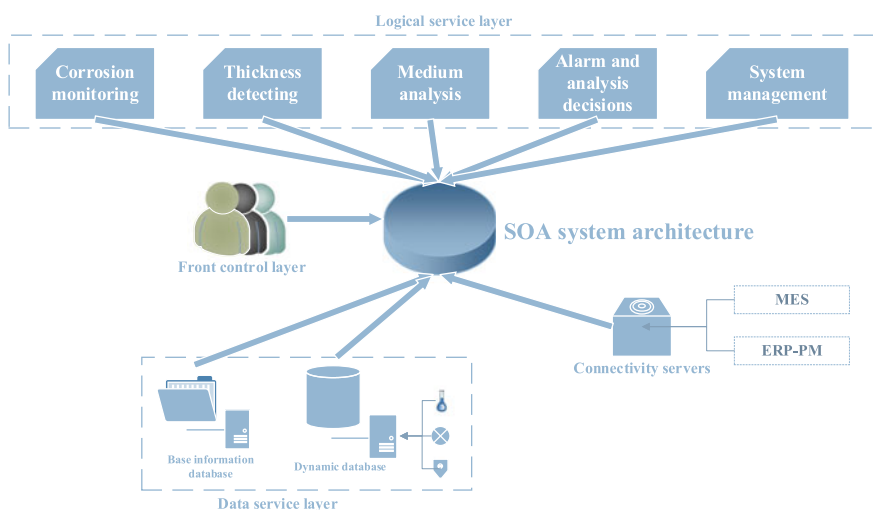 Logical service layer
Corrosion
monitoring
Thickness
detecting
Medium
analysis
Alarm and
analysis
decisions
System
management
SOA system architecture
Front control layer
MES
ERP-PM
Connectivity servers
Base information
database
Dynamic database
Data service layer